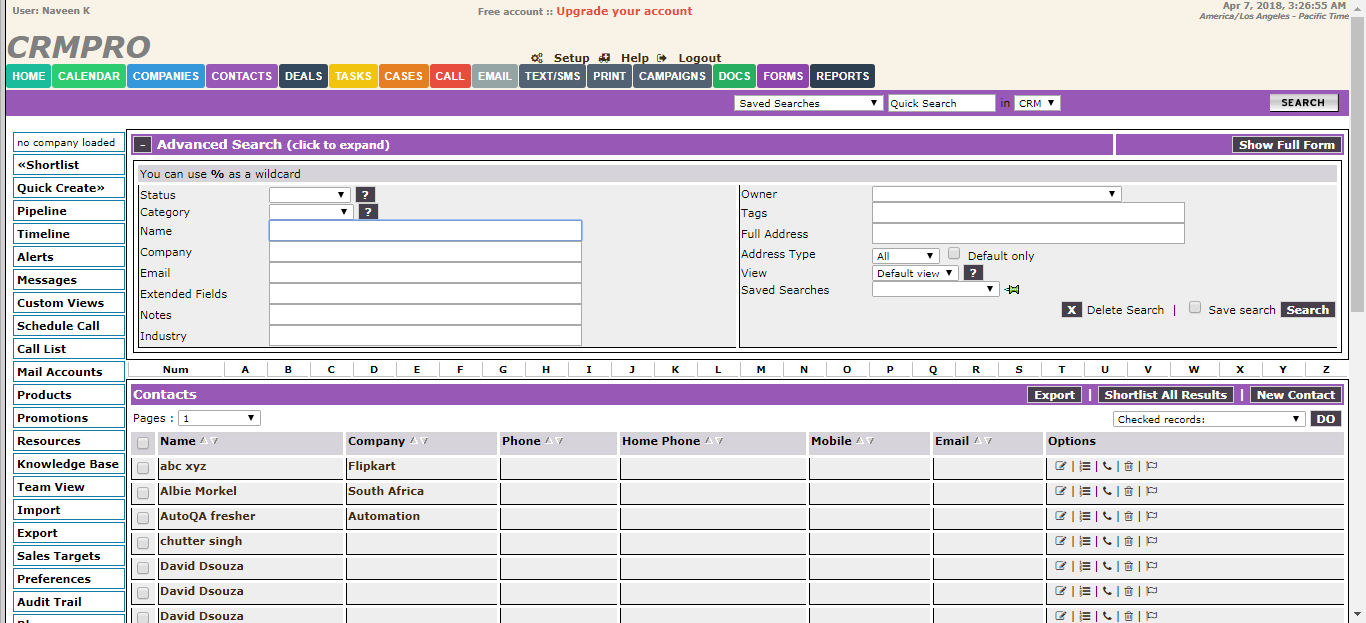 User: Naveen K
Free account :: Upgrade your account
Apr 7, 2018, 3:26:55 AM
America/Los Angeles - Pacific Time
CRMPRO
Setup Help Logout
HOME CALENDAR COMPANIES CONTACTS DEALS TASKS CASES CALL EMAIL TEXT/SMS PRINT CAMPAIGNS DOCS FORMS REPORTS
Saved Searches Quick Search in CRM SEARCH
no company loaded
«Shortlist
Quick Create»
Pipeline
Timeline
Alerts
Messages
Custom Views
Schedule Call
Call List
Mail Accounts
Products
Promotions
Resources
Knowledge Base
Team View
Import
Export
Sales Targets
Preferences
Audit Trail
- Advanced Search (click to expand) Show Full Form
You can use % as a wildcard
Status ?
Category ?
Name
Company
Email
Extended Fields
Notes
Industry
Owner
Tags
Full Address
Address Type All Default only
View Default view ?
Saved Searches
X Delete Search | Save search Search
Num A B C D E F G H I J K L M N O P Q R S T U V W X Y Z
Contacts Export | Shortlist All Results | New Contact
Pages : 1 Checked records: DO
Name Company Phone Home Phone Mobile Email Options
abc xyz Flipkart | | | |
Albie Morkel South Africa | | | |
AutoQA fresher Automation | | | |
chutter singh | | | |
David Dsouza | | | |
David Dsouza | | | |
David Dsouza | | | |